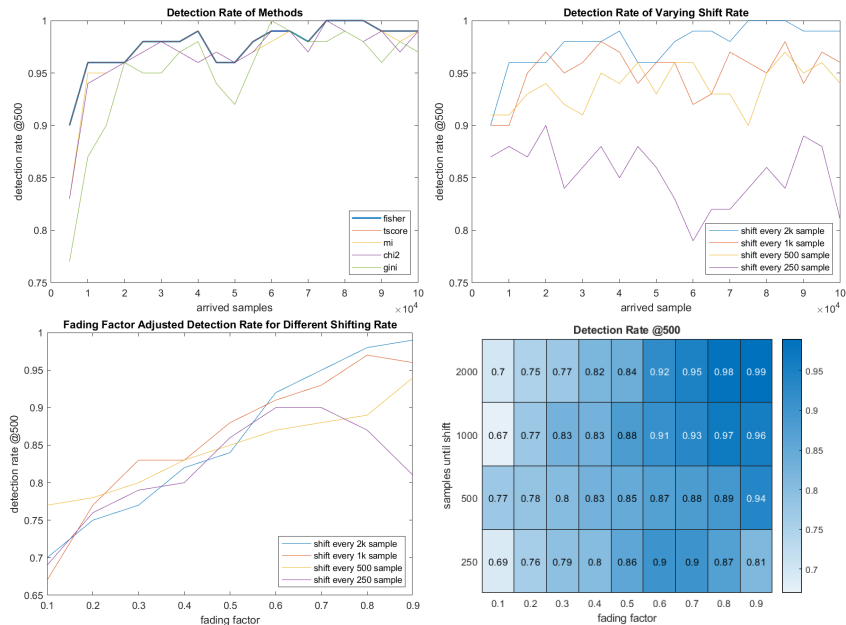 Detection Rate of Methods
1
0.95
0.9
0.85
0.8
0.75
detection rate @500
0 1 2 3 4 5 6 7 8 9 10
arrived samples
×10^4
fisher
tscore
mi
chi2
gini
Detection Rate of Varying Shift Rate
1
0.95
0.9
0.85
0.8
0.75
detection rate @500
0 1 2 3 4 5 6 7 8 9 10
arrived sample
×10^4
shift every 2k sample
shift every 1k sample
shift every 500 sample
shift every 250 sample
Fading Factor Adjusted Detection Rate for Different Shifting Rate
1
0.95
0.9
0.85
0.8
0.75
0.7
0.65
detection rate @500
0.1 0.2 0.3 0.4 0.5 0.6 0.7 0.8 0.9
fading factor
shift every 2k sample
shift every 1k sample
shift every 500 sample
shift every 250 sample
Detection Rate @500
samples until shift
2000 0.7 0.75 0.77 0.82 0.84 0.92 0.95 0.98 0.99
1000 0.67 0.77 0.83 0.83 0.88 0.91 0.93 0.97 0.96
500 0.77 0.78 0.8 0.83 0.85 0.87 0.88 0.89 0.94
250 0.69 0.76 0.79 0.8 0.86 0.9 0.9 0.87 0.81
0.1 0.2 0.3 0.4 0.5 0.6 0.7 0.8 0.9
fading factor
0.95
0.9
0.85
0.8
0.75
0.7